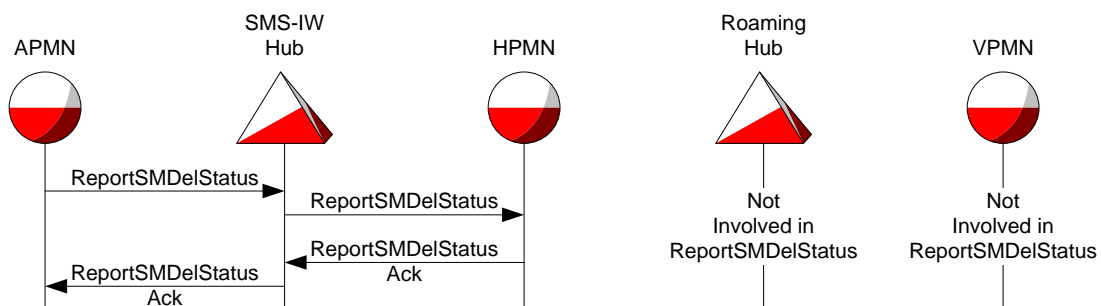 APMN
SMS-IW
Hub
HPMN
Roaming
Hub
VPMN
ReportSMDelStatus
ReportSMDelStatus
ReportSMDelStatus
Ack
ReportSMDelStatus
Ack
Not
Involved in
ReportSMDelStatus
Not
Involved in
ReportSMDelStatus